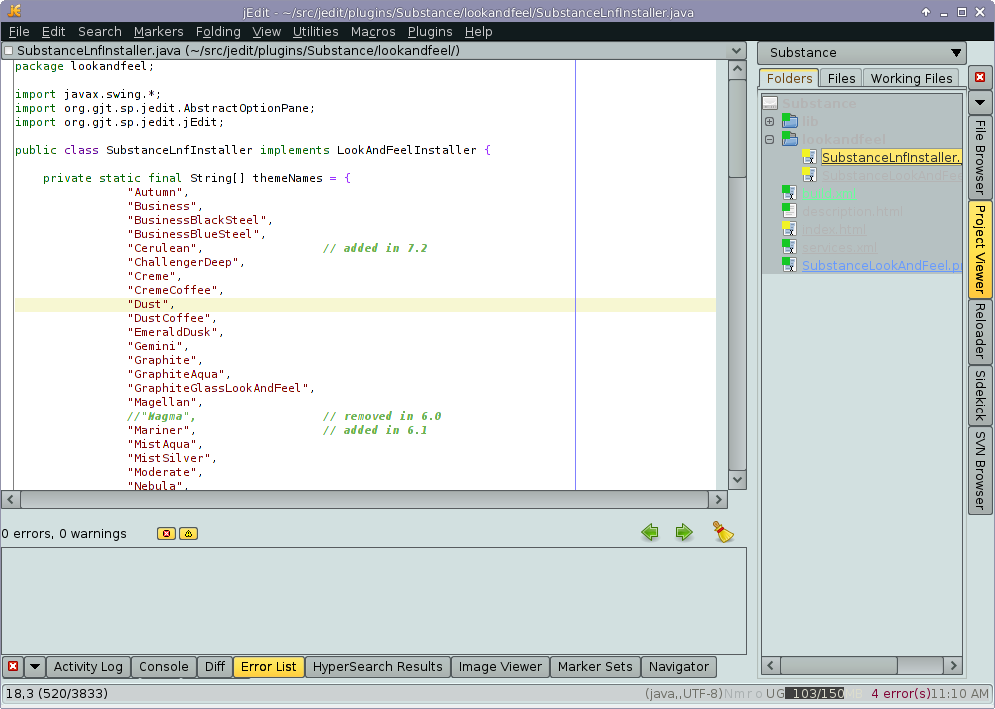 jEdit - ~/src/jedit/plugins/Substance/lookandfeel/SubstanceLnfInstaller.java
File Edit Search Markers Folding View Utilities Macros Plugins Help
SubstanceLnfInstaller.java (~/src/jedit/plugins/Substance/lookandfeel/)
package lookandfeel;
import javax.swing.*;
import org.gjt.sp.jedit.AbstractOptionPane;
import org.gjt.sp.jedit.jEdit;
public class SubstanceLnfInstaller implements LookAndFeelInstaller {
private static final String[] themeNames = {
"Autumn",
"Business",
"BusinessBlackSteel",
"BusinessBlueSteel",
"Cerulean", // added in 7.2
"ChallengerDeep",
"Creme",
"CremeCoffee",
"Dust",
"DustCoffee",
"EmeraldDusk",
"Gemini",
"Graphite",
"GraphiteAqua",
"GraphiteGlassLookAndFeel",
"Magellan",
//"Magma", // removed in 6.0
"Mariner", // added in 6.1
"MistAqua",
"MistSilver",
"Moderate",
"Nebula",
Substance
Folders Files Working Files
Substance
lib
lookandfeel
SubstanceLnfInstaller.
SubstanceLookAndFee
build.xml
description.html
index.html
services.xml
SubstanceLookAndFeel.p
File Browser
Project Viewer
Reloader
Sidekick
SVN Browser
0 errors, 0 warnings
Activity Log Console Diff Error List HyperSearch Results Image Viewer Marker Sets Navigator
18,3 (520/3833) (java,,UTF-8)Nmr o UG 103/150MB 4 error(s)11:10 AM